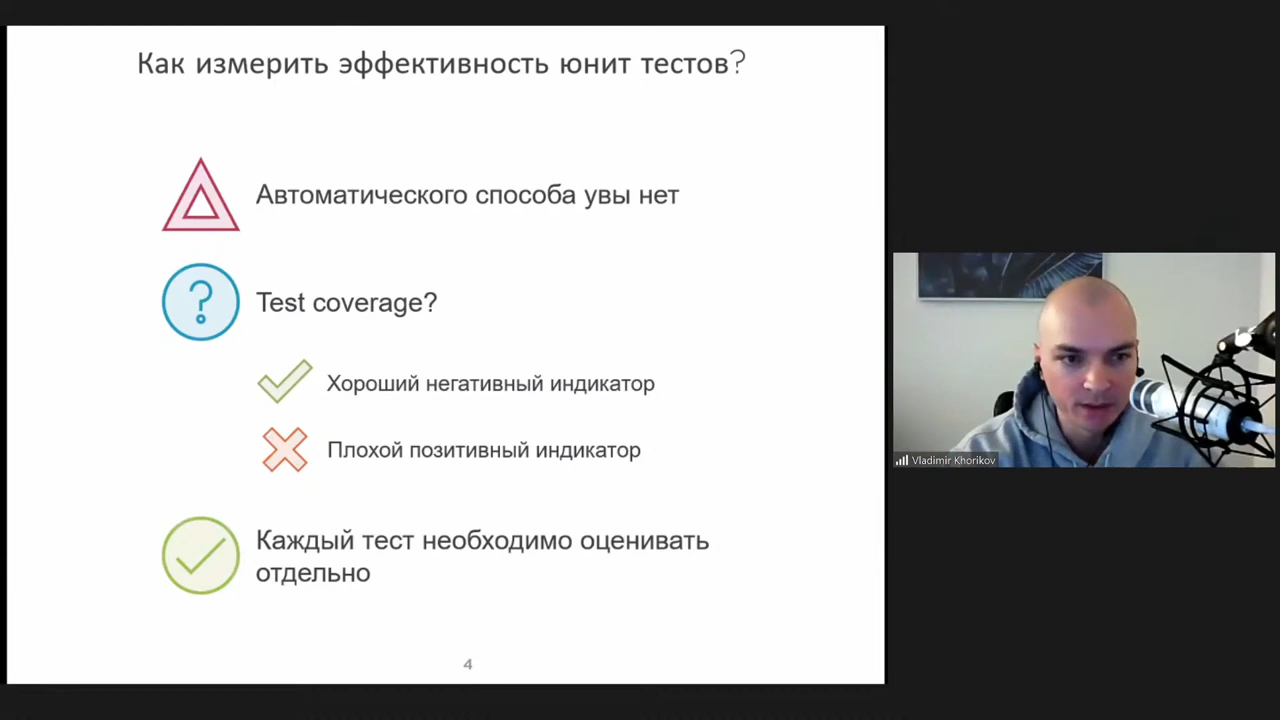 Как измерить эффективность юнит тестов?
Автоматического способа увы нет
Test coverage?
Хороший негативный индикатор
Плохой позитивный индикатор
Каждый тест необходимо оценивать
отдельно
4
Vladimir Khorikov